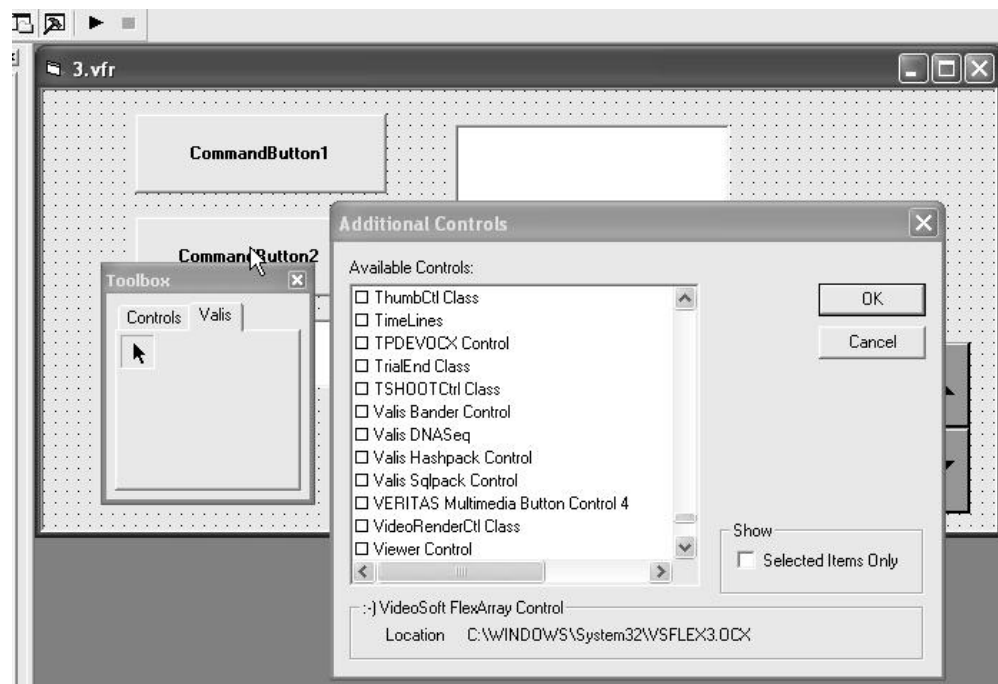 3.vfr
CommandButton1
CommandButton2
Toolbox
Controls Valis
Additional Controls
Available Controls:
ThumbCtl Class
TimeLines
TPDEVOCX Control
TrialEnd Class
TSHOOTCtrl Class
Valis Bander Control
Valis DNASeq
Valis Hashpack Control
Valis Sqlpack Control
VERITAS Multimedia Button Control 4
VideoRenderCtl Class
Viewer Control
OK
Cancel
Show
Selected Items Only
:-) VideoSoft FlexArray Control
Location C:\WINDOWS\System32\VSFLEX3.OCX